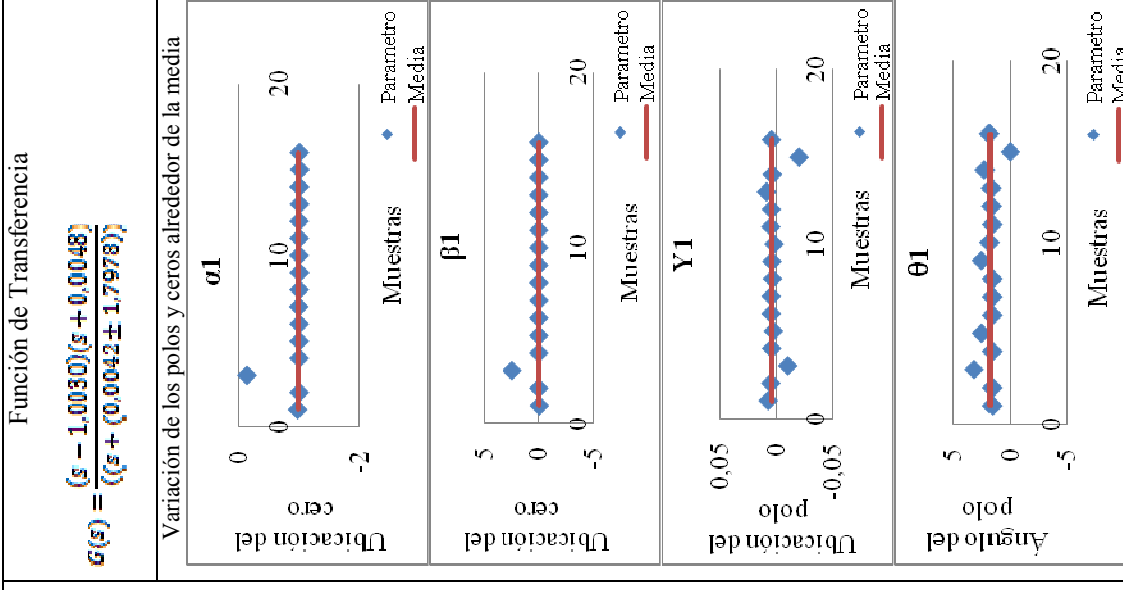 Función de Transferencia
G(s) = (s − 1,0030)(s + 0,0048)
((s + (0,0042 ± 1,7978))
Variación de los polos y ceros alrededor de la media
α1
Ubicación del
cero
0
-2
0
10
20
Muestras
Parametro
Media
β1
Ubicación del
cero
5
0
-5
0
10
20
Muestras
Parametro
Media
Y1
Ubicación del
polo
0,05
0
-0,05
0
10
20
Muestras
Parametro
Media
θ1
Ángulo del
polo
5
0
-5
0
10
20
Muestras
Parametro
Media